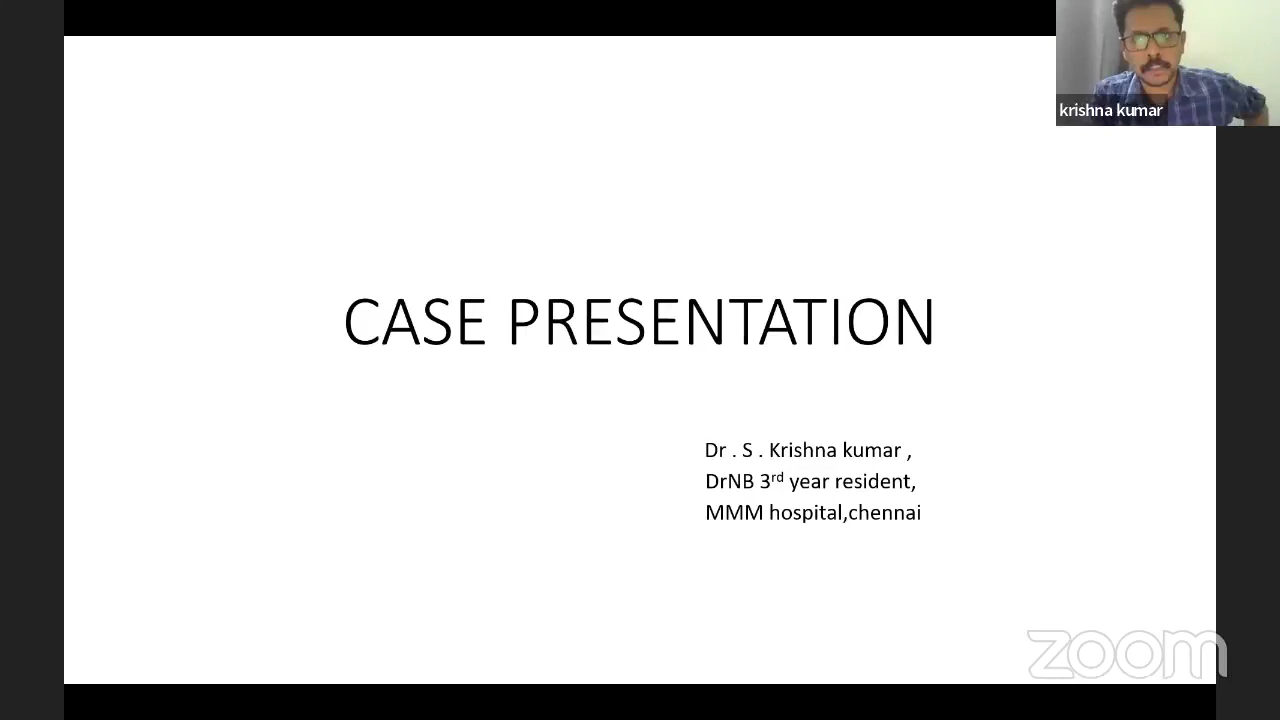 krishna kumar
CASE PRESENTATION
Dr . S . Krishna kumar ,
DrNB 3rd year resident,
MMM hospital,chennai
zoom